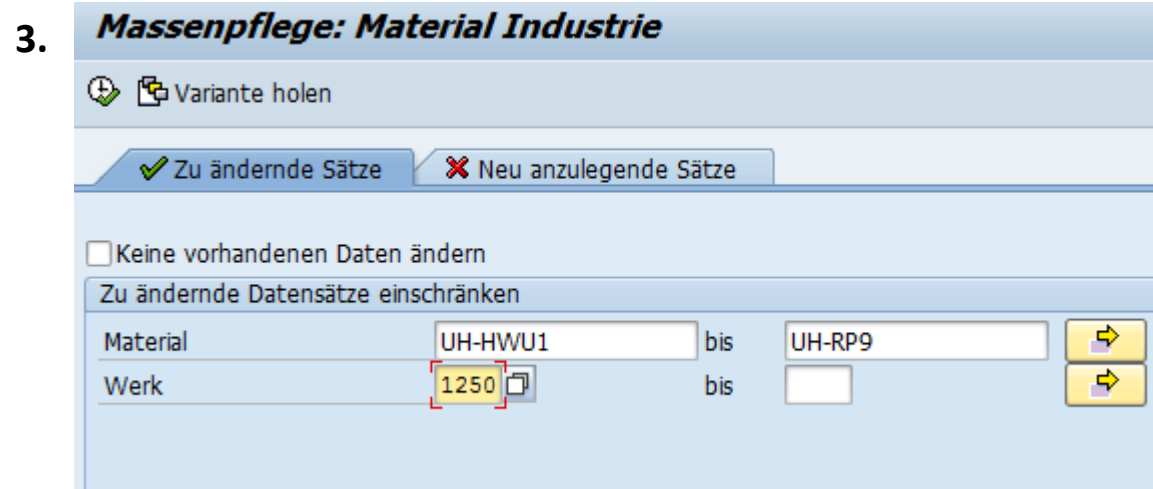 3.
Massenpflege: Material Industrie
Variante holen
Zu ändernde Sätze Neu anzulegende Sätze
Keine vorhandenen Daten ändern
Zu ändernde Datensätze einschränken
Material UH-HWU1 bis UH-RP9
Werk 1250 bis